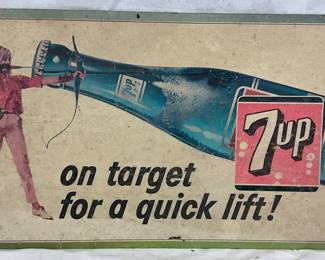 7up
7up
on target
for a quick lift!